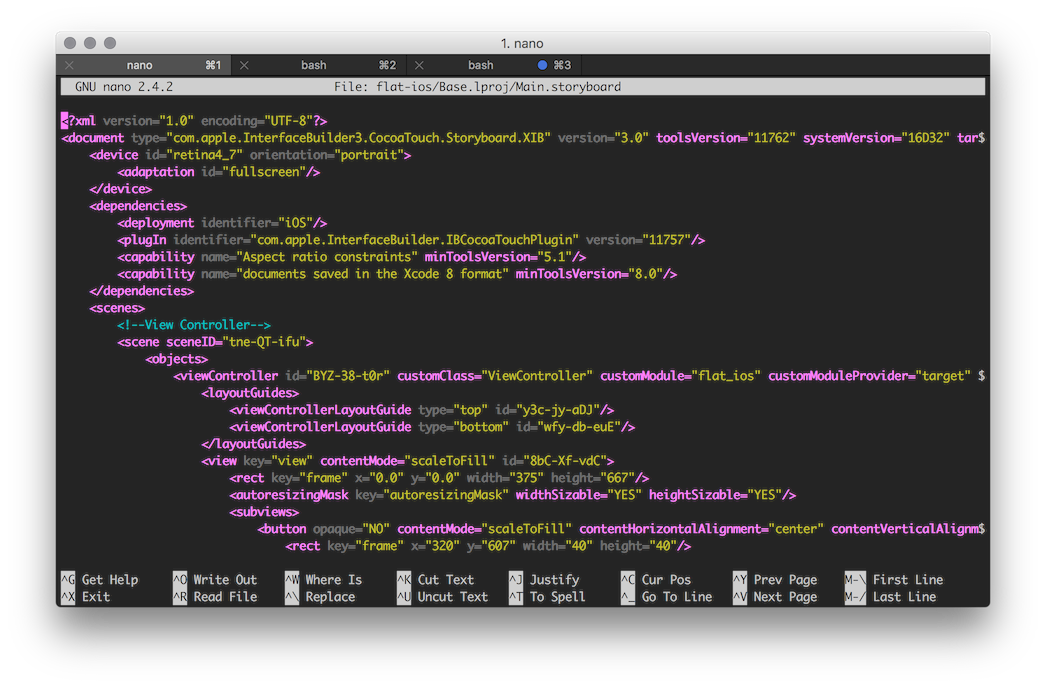 1. nano
nano ⌘1 bash ⌘2 bash ⌘3
GNU nano 2.4.2 File: flat-ios/Base.lproj/Main.storyboard
<?xml version="1.0" encoding="UTF-8"?>
<document type="com.apple.InterfaceBuilder3.CocoaTouch.Storyboard.XIB" version="3.0" toolsVersion="11762" systemVersion="16D32" tar$
<device id="retina4_7" orientation="portrait">
<adaptation id="fullscreen"/>
</device>
<dependencies>
<deployment identifier="iOS"/>
<plugIn identifier="com.apple.InterfaceBuilder.IBCocoaTouchPlugin" version="11757"/>
<capability name="Aspect ratio constraints" minToolsVersion="5.1"/>
<capability name="documents saved in the Xcode 8 format" minToolsVersion="8.0"/>
</dependencies>
<scenes>
<!--View Controller-->
<scene sceneID="tne-QT-ifu">
<objects>
<viewController id="BYZ-38-t0r" customClass="ViewController" customModule="flat_ios" customModuleProvider="target" $
<layoutGuides>
<viewControllerLayoutGuide type="top" id="y3c-jy-aDJ"/>
<viewControllerLayoutGuide type="bottom" id="wfy-db-euE"/>
</layoutGuides>
<view key="view" contentMode="scaleToFill" id="8bC-Xf-vdC">
<rect key="frame" x="0.0" y="0.0" width="375" height="667"/>
<autoresizingMask key="autoresizingMask" widthSizable="YES" heightSizable="YES"/>
<subviews>
<button opaque="NO" contentMode="scaleToFill" contentHorizontalAlignment="center" contentVerticalAlignm$
<rect key="frame" x="320" y="607" width="40" height="40"/>
^G Get Help ^O Write Out ^W Where Is ^K Cut Text ^J Justify ^C Cur Pos ^Y Prev Page M-\ First Line
^X Exit ^R Read File ^\ Replace ^U Uncut Text ^T To Spell ^_ Go To Line ^V Next Page M-/ Last Line